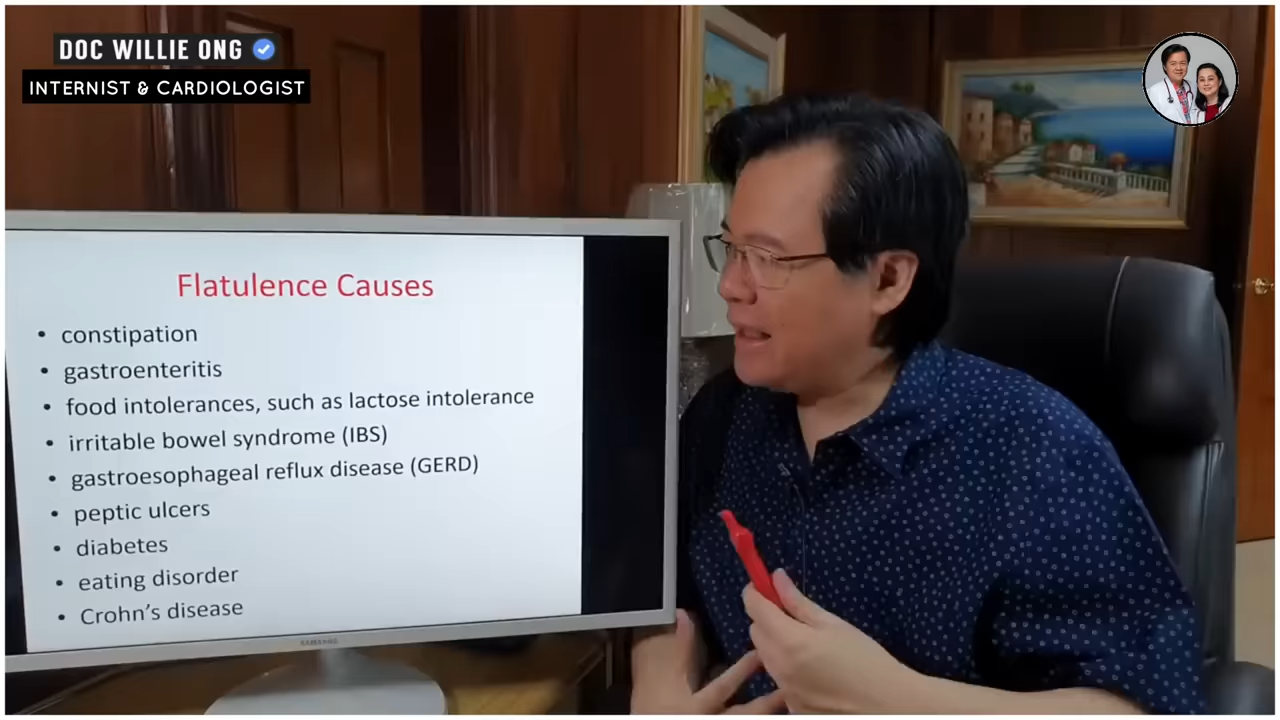 DOC WILLIE ONG
INTERNIST & CARDIOLOGIST
Flatulence Causes
• constipation
• gastroenteritis
• food intolerances, such as lactose intolerance
• irritable bowel syndrome (IBS)
• gastroesophageal reflux disease (GERD)
• peptic ulcers
• diabetes
• eating disorder
• Crohn's disease
SAMSUNG